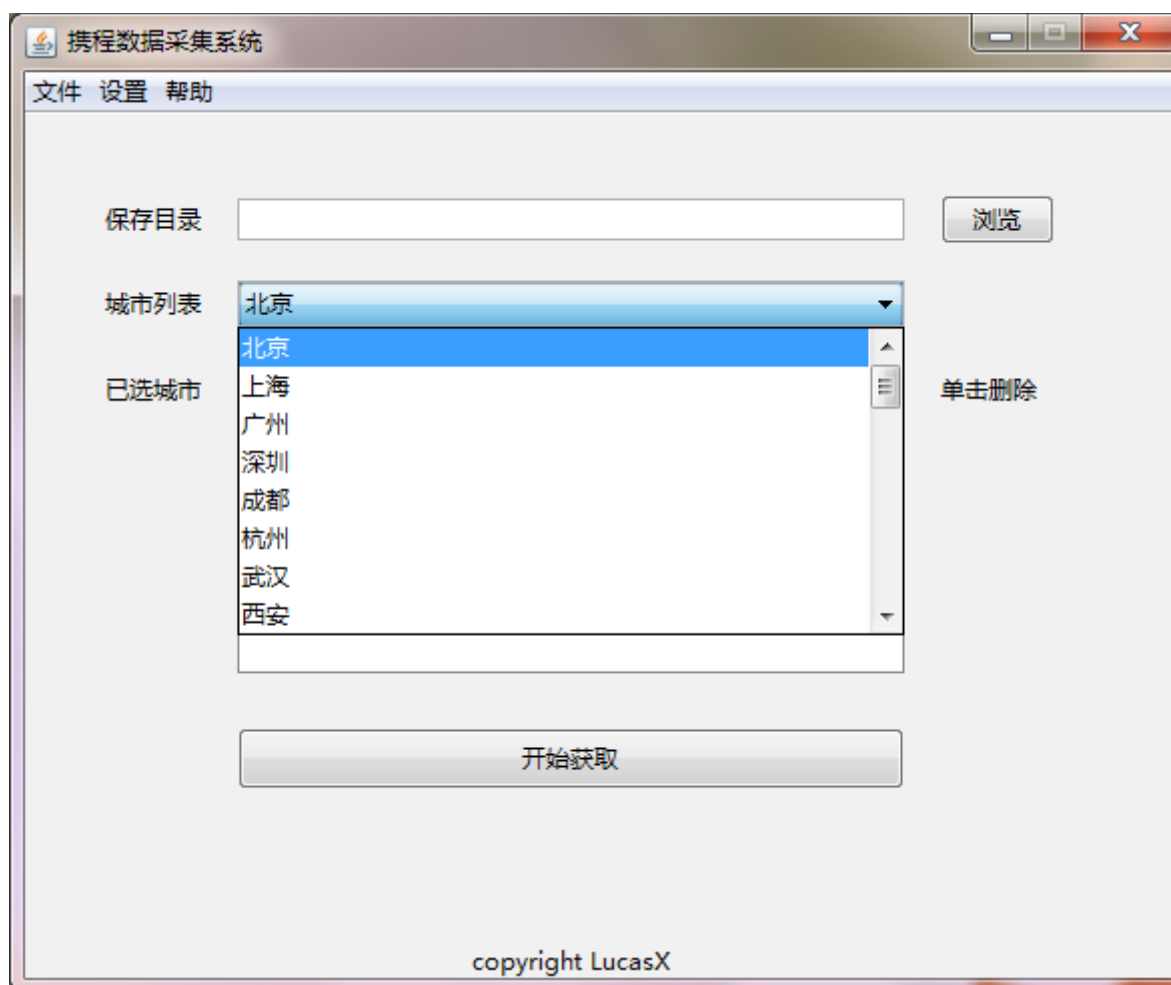 携程数据采集系统
文件 设置 帮助
保存目录 浏览
城市列表 北京
北京
已选城市 上海 单击删除
广州
深圳
成都
杭州
武汉
西安
开始获取
copyright LucasX